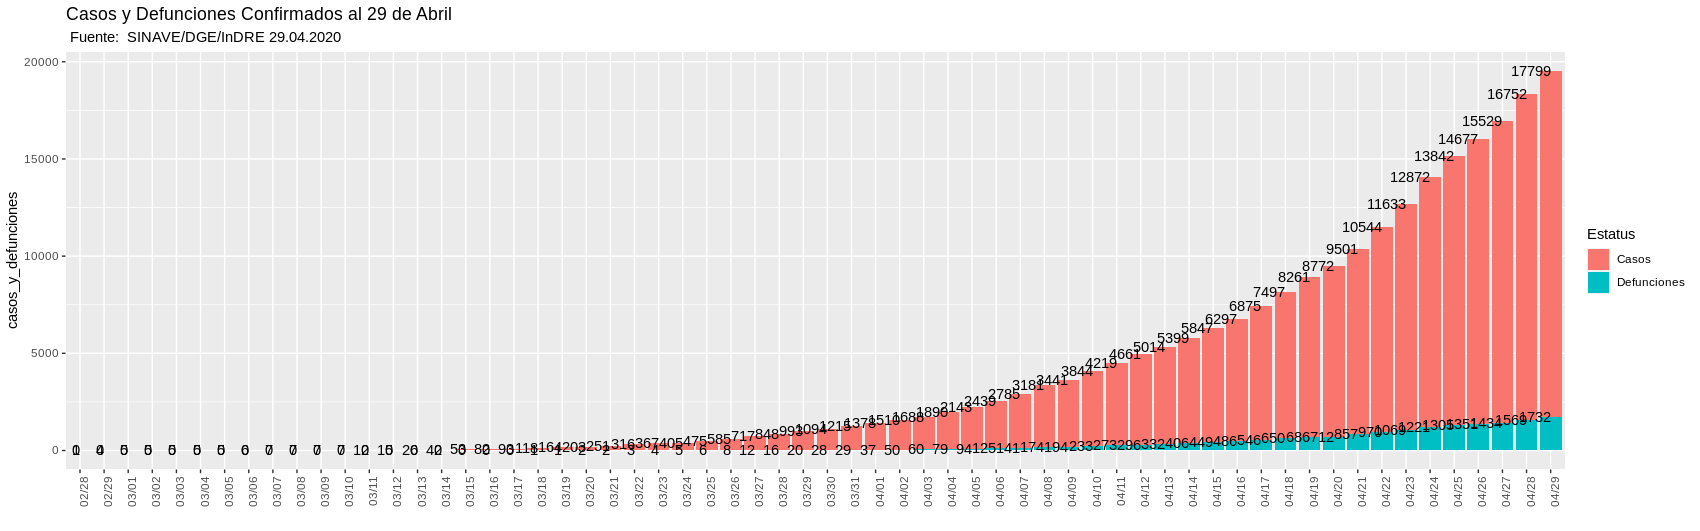 Casos y Defunciones Confirmados al 29 de Abril
Fuente: SINAVE/DGE/InDRE 29.04.2020
casos_y_defunciones
20000
15000
10000
5000
0
93 118 164 203 251 316 367 405 475 585 717 848 993 1094 1215 1378 1510 1688 1890 2143 2439 2785 3181 3441 3844 4219 4661 5014 5399 5847 6297 6875 7497 8261 8772 9501 10544 11633 12872 13842 14677 15529 16752 17799
4 5 6 8 12 16 20 28 29 37 50 60 79 94 125 141 174 194 233 273 296 332 406 449 486 546 650 686 712 857 970 1069 1221 1305 1351 1434 1569 1732
02/28 02/29 03/01 03/02 03/03 03/04 03/05 03/06 03/07 03/08 03/09 03/10 03/11 03/12 03/13 03/14 03/15 03/16 03/17 03/18 03/19 03/20 03/21 03/22 03/23 03/24 03/25 03/26 03/27 03/28 03/29 03/30 03/31 04/01 04/02 04/03 04/04 04/05 04/06 04/07 04/08 04/09 04/10 04/11 04/12 04/13 04/14 04/15 04/16 04/17 04/18 04/19 04/20 04/21 04/22 04/23 04/24 04/25 04/26 04/27 04/28 04/29
Estatus
Casos
Defunciones